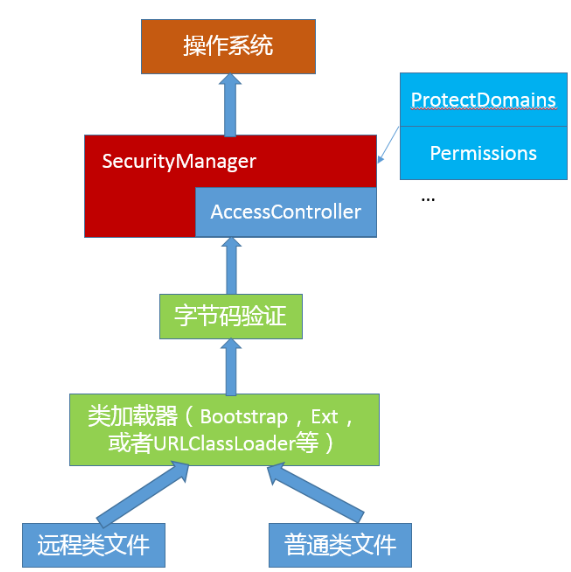 操作系统
ProtectDomains
Permissions
...
SecurityManager
AccessController
字节码验证
类加载器（Bootstrap，Ext，
或者URLClassLoader等）
远程类文件
普通类文件